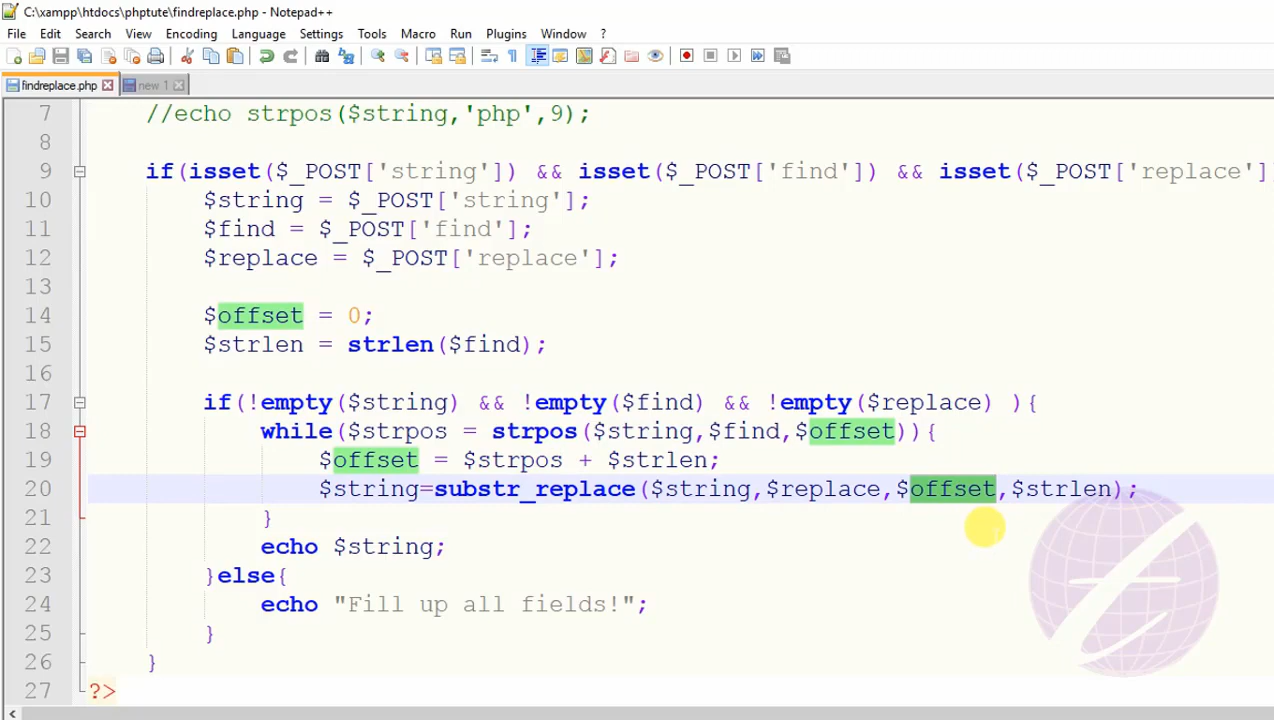 C:\xampp\htdocs\phptute\findreplace.php - Notepad++
File Edit Search View Encoding Language Settings Tools Macro Run Plugins Window ?
findreplace.php new 1
7 //echo strpos($string,'php',9);
8
9 if(isset($_POST['string']) && isset($_POST['find']) && isset($_POST['replace']
10 $string = $_POST['string'];
11 $find = $_POST['find'];
12 $replace = $_POST['replace'];
13
14 $offset = 0;
15 $strlen = strlen($find);
16
17 if(!empty($string) && !empty($find) && !empty($replace) ){
18 while($strpos = strpos($string,$find,$offset)){
19 $offset = $strpos + $strlen;
20 $string=substr_replace($string,$replace,$offset,$strlen);
21 }
22 echo $string;
23 }else{
24 echo "Fill up all fields!";
25 }
26 }
27 ?>